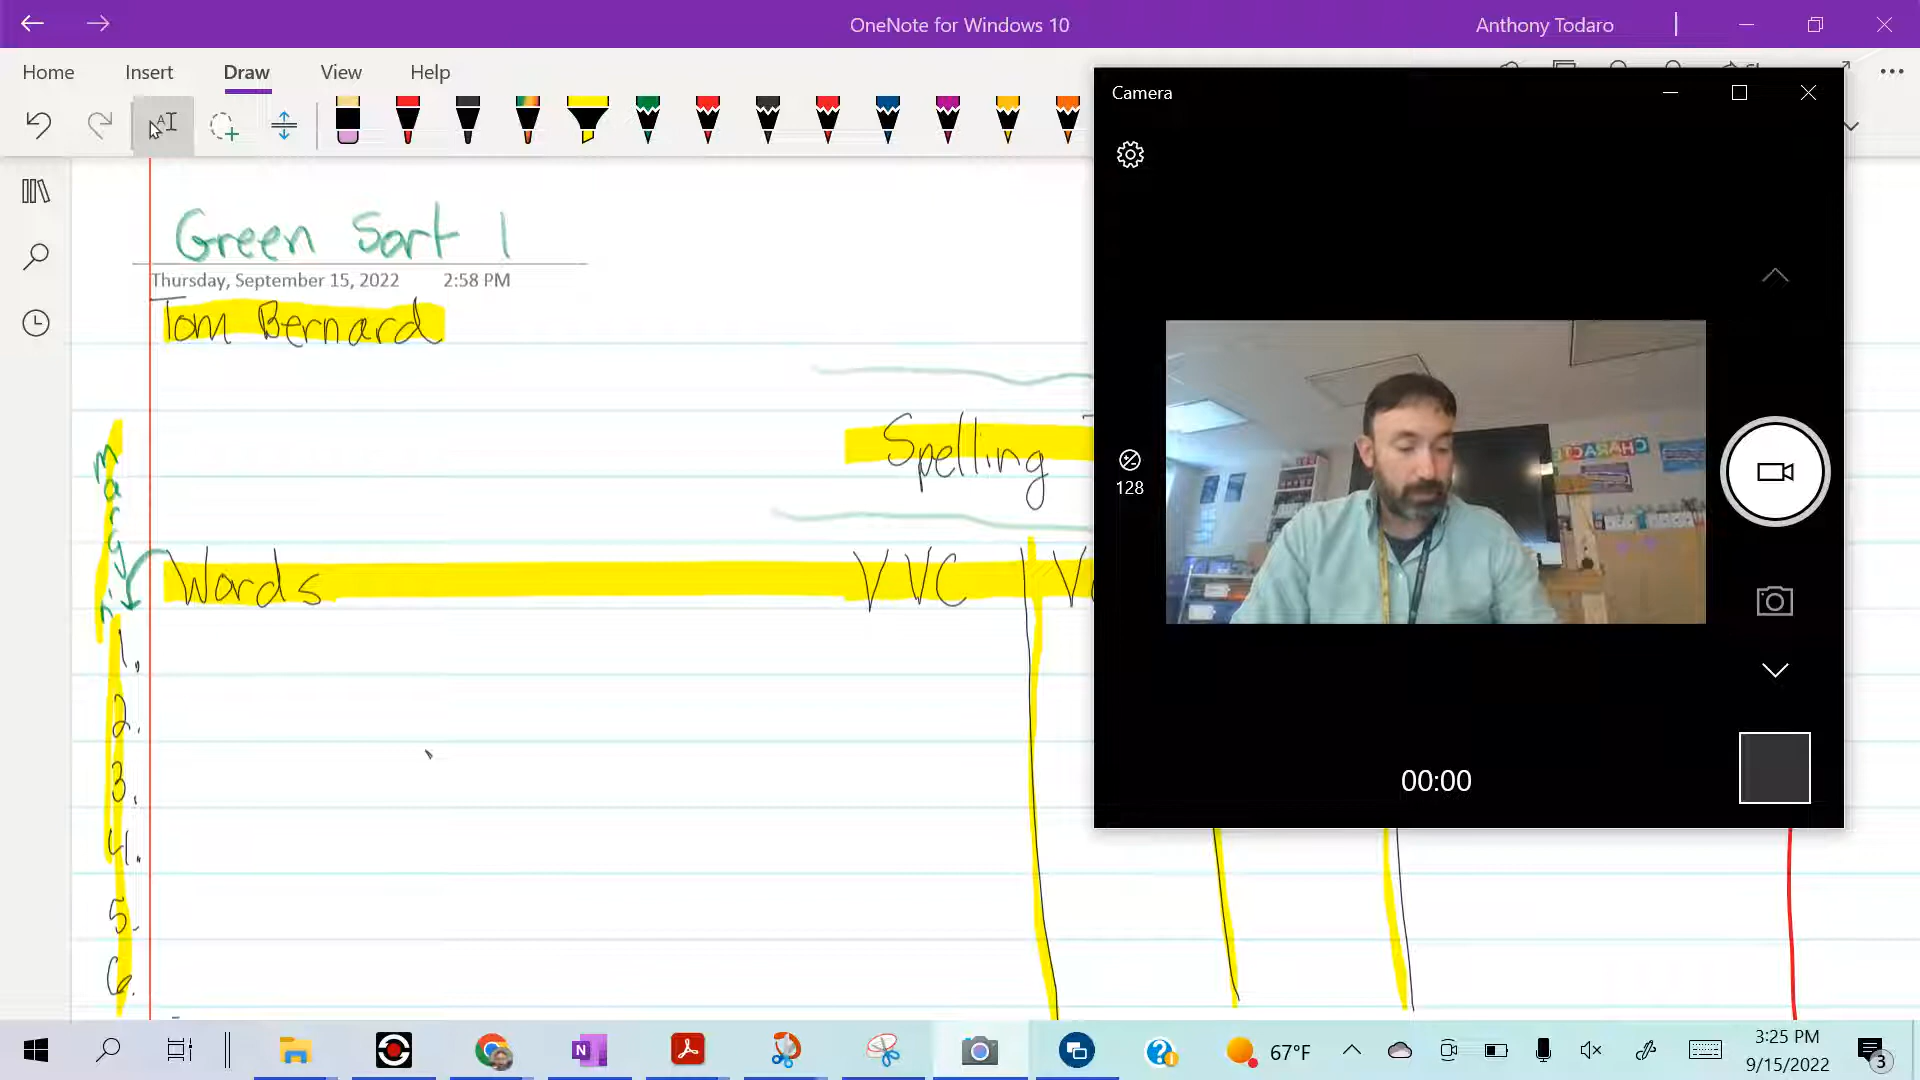 OneNote for Windows 10
Anthony Todaro
Home
Insert
Draw
View
Help
Camera
Green Sort 1
Thursday, September 15, 2022
2:58 PM
Tom Bernard
Spelling
margin
Words
VVC
128
1.
2.
3.
4.
5.
6.
00:00
67°F
3:25 PM
9/15/2022
3